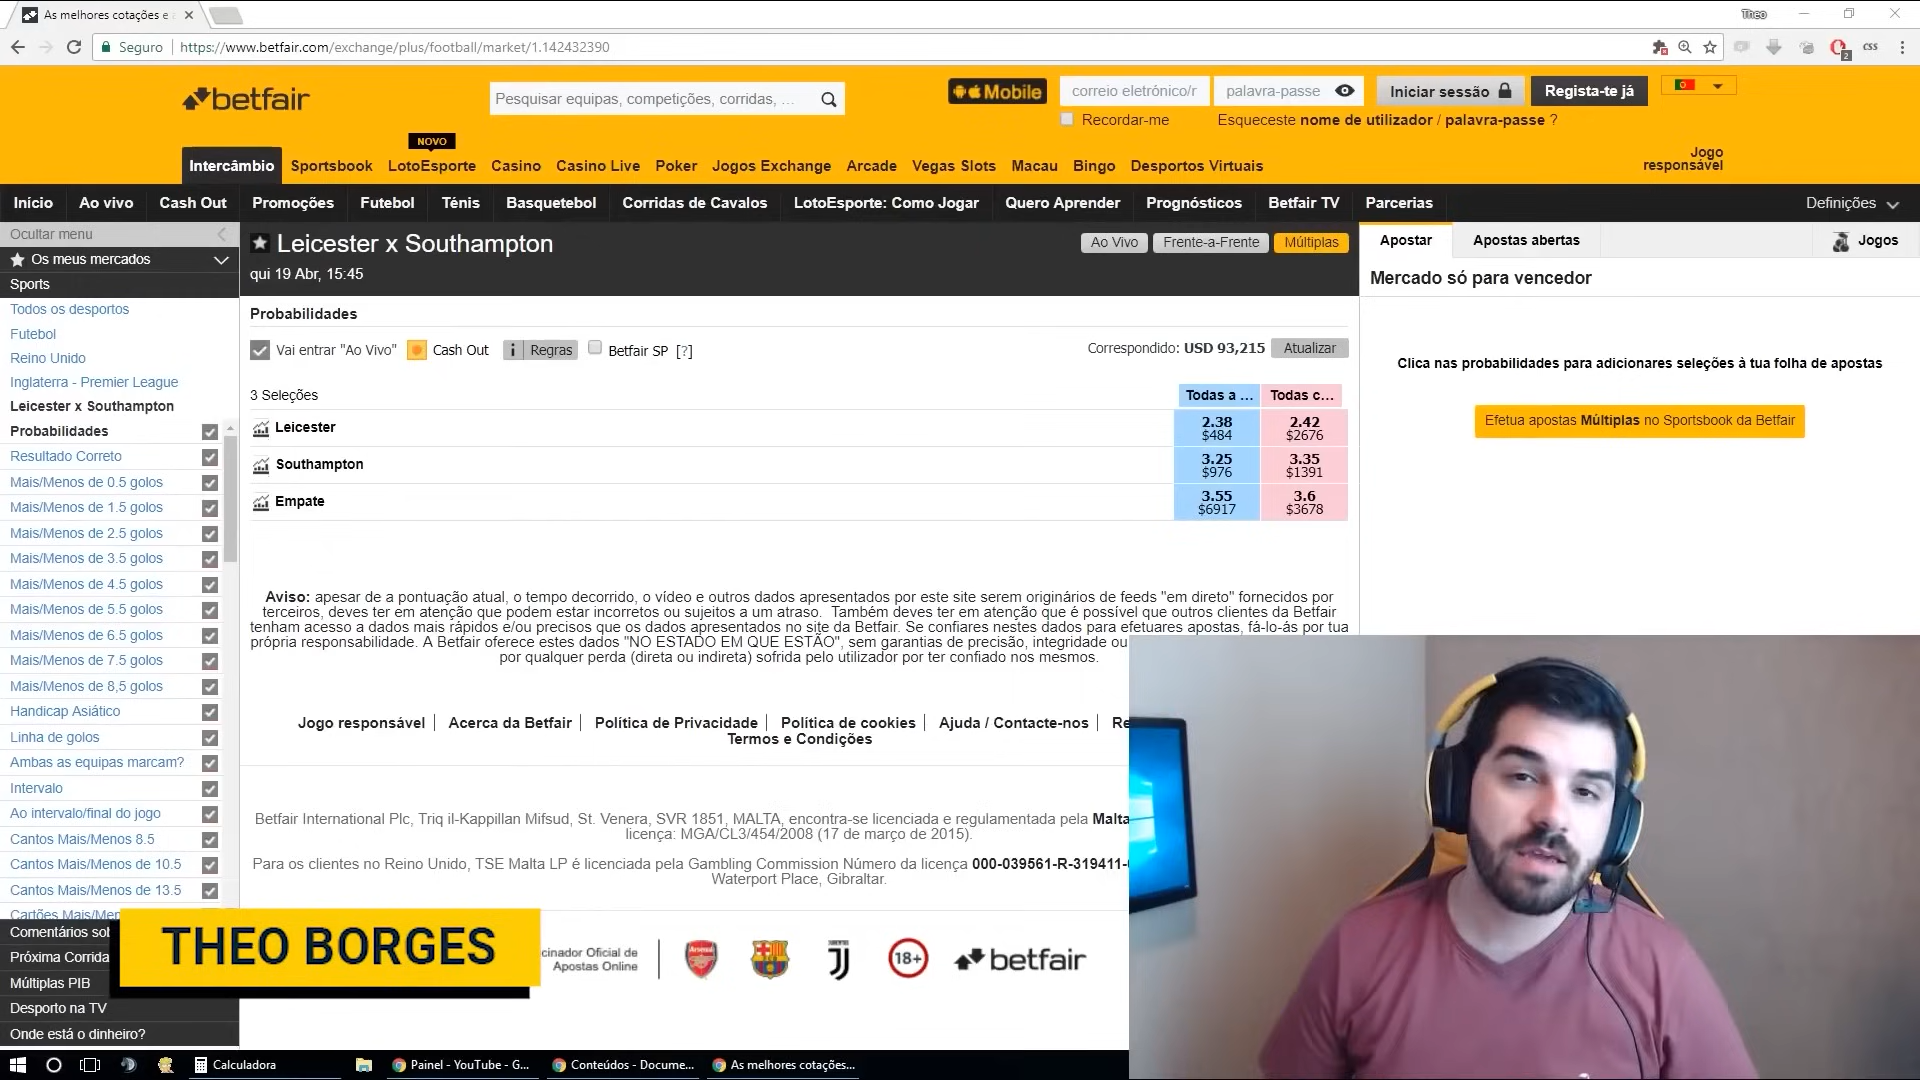 As melhores cotações e
Theo
Seguro
https://www.betfair.com/exchange/plus/football/market/1.142432390
css
2
betfair
Pesquisar equipas, competições, corridas, ...
Mobile
correio eletrónico/r
palavra-passe
Iniciar sessão
Regista-te já
Recordar-me
Esqueceste nome de utilizador / palavra-passe ?
NOVO
Intercâmbio
Sportsbook
LotoEsporte
Casino
Casino Live
Poker
Jogos Exchange
Arcade
Vegas Slots
Macau
Bingo
Desportos Virtuais
Jogo
responsável
Início
Ao vivo
Cash Out
Promoções
Futebol
Ténis
Basquetebol
Corridas de Cavalos
LotoEsporte: Como Jogar
Quero Aprender
Prognósticos
Betfair TV
Parcerias
Definições
Ocultar menu
Os meus mercados
Sports
Todos os desportos
Futebol
Reino Unido
Inglaterra - Premier League
Leicester x Southampton
Probabilidades
Resultado Correto
Mais/Menos de 0.5 golos
Mais/Menos de 1.5 golos
Mais/Menos de 2.5 golos
Mais/Menos de 3.5 golos
Mais/Menos de 4.5 golos
Mais/Menos de 5.5 golos
Mais/Menos de 6.5 golos
Mais/Menos de 7.5 golos
Mais/Menos de 8,5 golos
Handicap Asiático
Linha de golos
Ambas as equipas marcam?
Intervalo
Ao intervalo/final do jogo
Cantos Mais/Menos 8.5
Cantos Mais/Menos de 10.5
Cantos Mais/Menos de 13.5
Cartões Mais/Men
Comentários sob
Próxima Corrida
Múltiplas PIB
Desporto na TV
Onde está o dinheiro?
Leicester x Southampton
qui 19 Abr, 15:45
Ao Vivo
Frente-a-Frente
Múltiplas
Probabilidades
Vai entrar "Ao Vivo"
Cash Out
i
Regras
Betfair SP [?]
Correspondido: USD 93,215
Atualizar
3 Seleções
Todas a ...
Todas c...
Leicester
2.38
$484
2.42
$2676
Southampton
3.25
$976
3.35
$1391
Empate
3.55
$6917
3.6
$3678
Aviso: apesar de a pontuação atual, o tempo decorrido, o vídeo e outros dados apresentados por este site serem originários de feeds "em direto" fornecidos por
terceiros, deves ter em atenção que podem estar incorretos ou sujeitos a um atraso. Também deves ter em atenção que é possível que outros clientes da Betfair
tenham acesso a dados mais rápidos e/ou precisos que os dados apresentados no site da Betfair. Se confiares nestes dados para efetuares apostas, fá-lo-ás por tua
própria responsabilidade. A Betfair oferece estes dados "NO ESTADO EM QUE ESTÃO", sem garantias de precisão, integridade ou
por qualquer perda (direta ou indireta) sofrida pelo utilizador por ter confiado nos mesmos.
Jogo responsável
Acerca da Betfair
Política de Privacidade
Política de cookies
Ajuda / Contacte-nos
Re
Termos e Condições
Betfair International Plc, Triq il-Kappillan Mifsud, St. Venera, SVR 1851, MALTA, encontra-se licenciada e regulamentada pela Malta
licença: MGA/CL3/454/2008 (17 de março de 2015).
Para os clientes no Reino Unido, TSE Malta LP é licenciada pela Gambling Commission Número da licença 000-039561-R-319411-
Waterport Place, Gibraltar.
cinador Oficial de
Apostas Online
Arsenal
JUVENTUS
18+
betfair
Apostar
Apostas abertas
Jogos
Mercado só para vencedor
Clica nas probabilidades para adicionares seleções à tua folha de apostas
Efetua apostas Múltiplas no Sportsbook da Betfair
THEO BORGES
Calculadora
Painel - YouTube - G...
Conteúdos - Docume...
As melhores cotações...